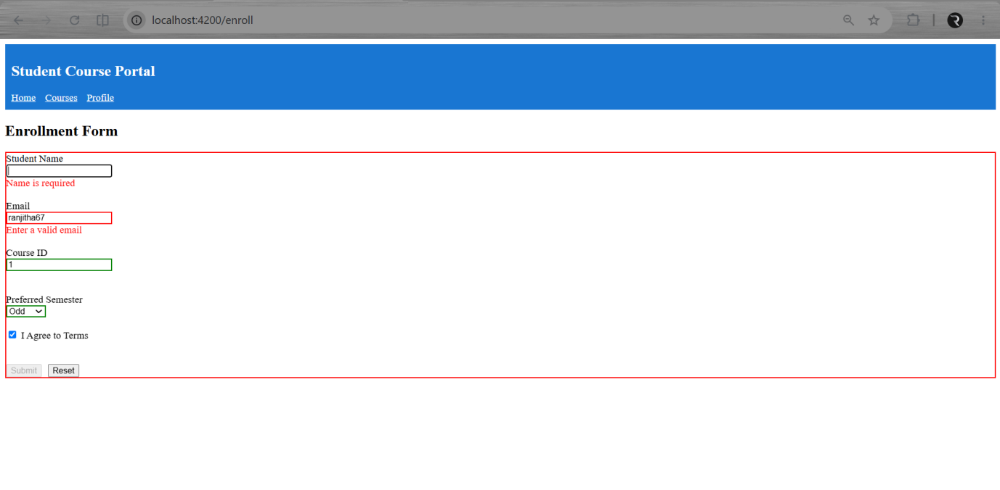 localhost:4200/enroll
Student Course Portal
Home Courses Profile
Enrollment Form
Student Name
Name is required
Email
ranjitha67
Enter a valid email
Course ID
1
Preferred Semester
Odd
I Agree to Terms
Submit Reset